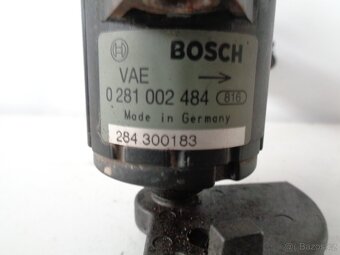 BOSCH
VAE →
0 281 002 484 816
Made in Germany
284 300183